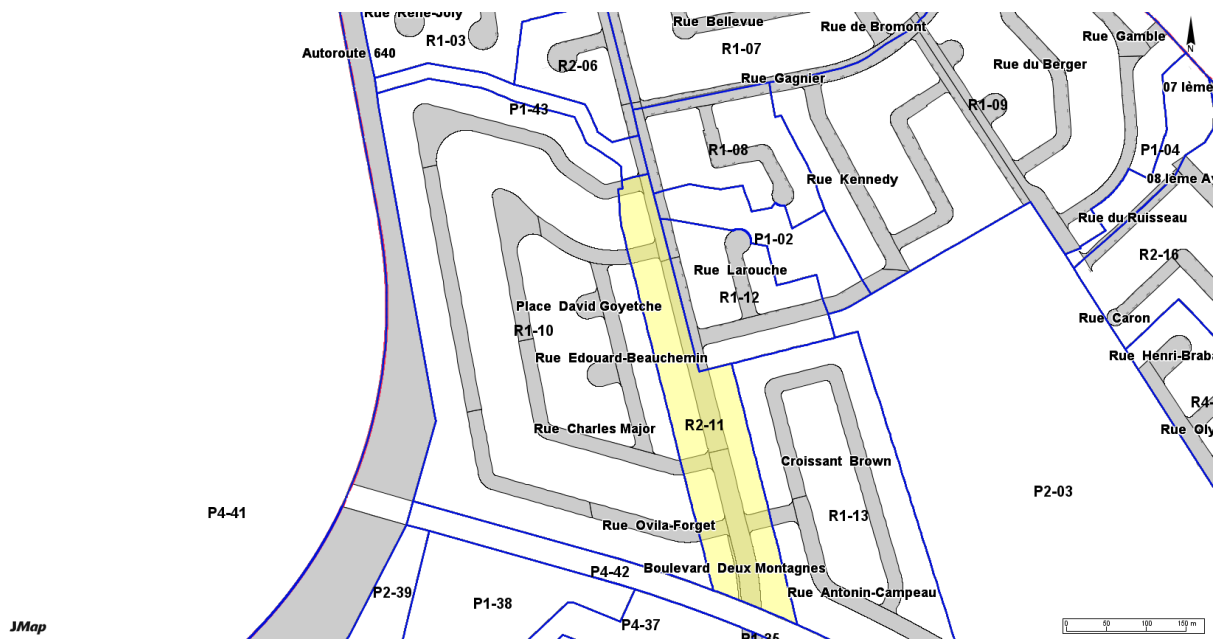 Rue René-Joly
Rue Bellevue
Rue de Bromont
R1-03
Rue Gamble
N
Autoroute 640
R1-07
R2-06
Rue du Berger
Rue Gagnier
07 Ième
P1-43
R1-09
R1-08
P1-04
Rue Kennedy
08 Ième Av
Rue du Ruisseau
P1-02
R2-16
Rue Larouche
R1-12
Place David Goyetche
Rue Caron
R1-10
Rue Edouard-Beauchemin
Rue Henri-Braba
R4-
R2-11
Rue Charles Major
Rue Oly
Croissant Brown
P2-03
P4-41
R1-13
Rue Ovila-Forget
Boulevard Deux Montagnes
P4-42
P2-39
Rue Antonin-Campeau
P1-38
P4-37
P1-35
JMap
0 50 100 150 m